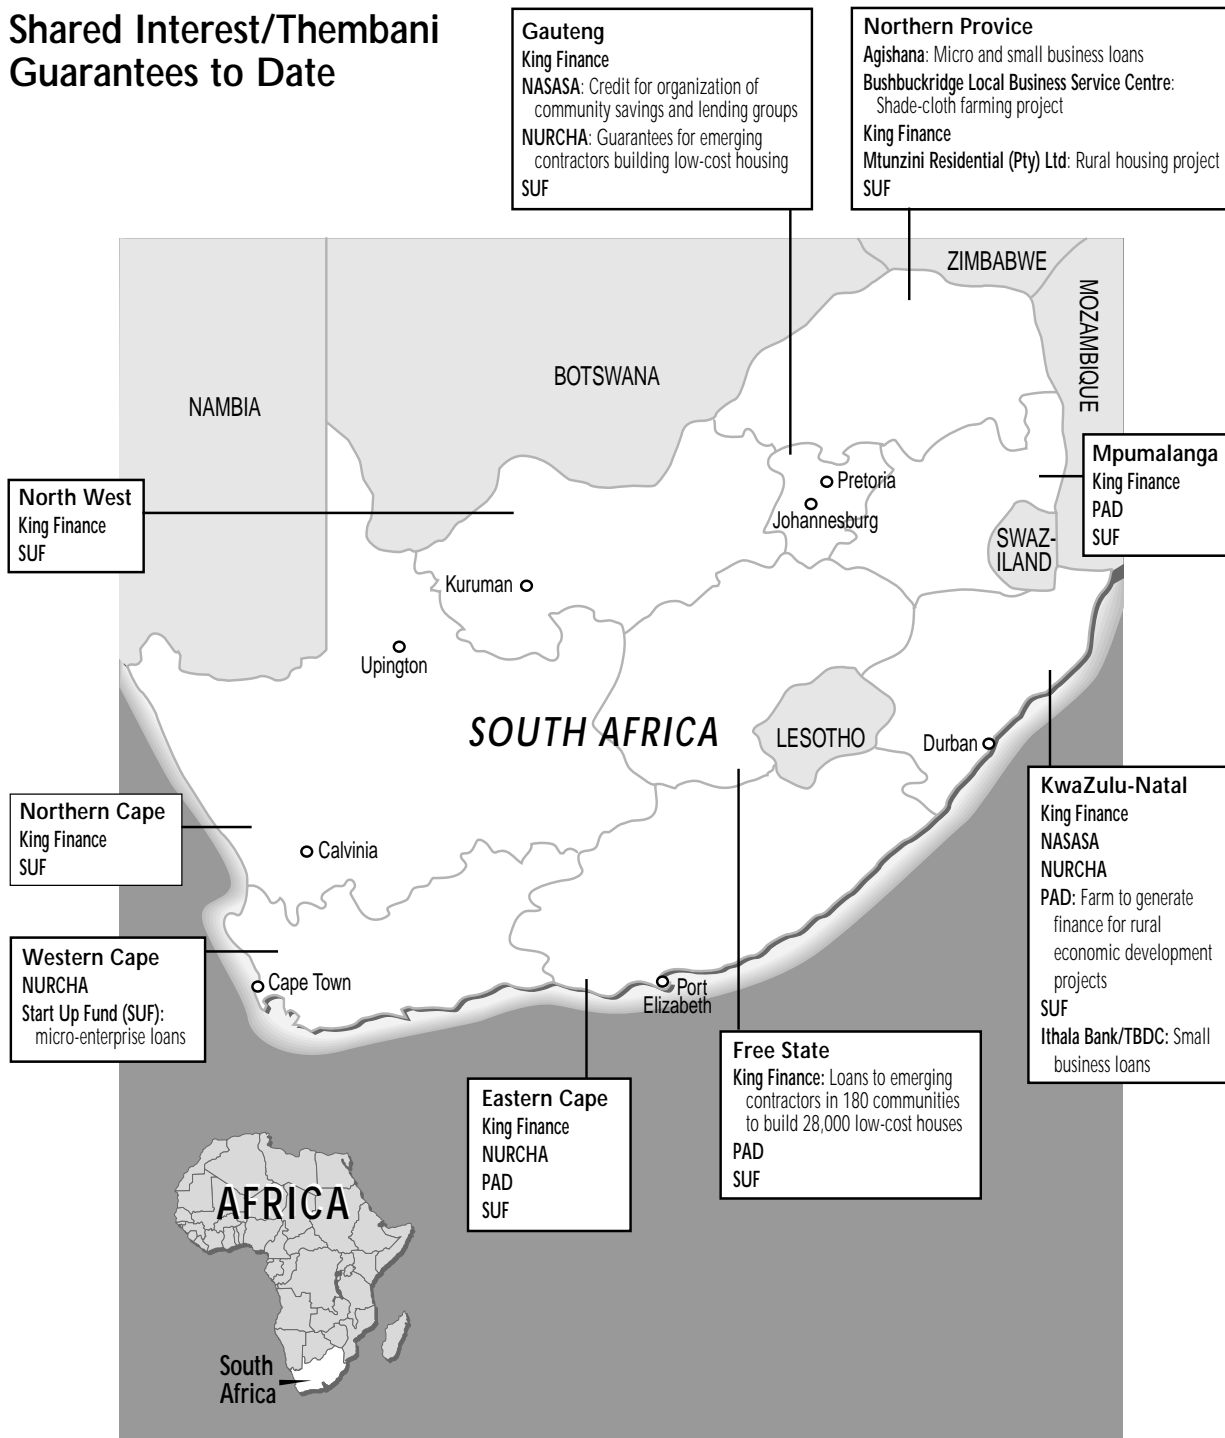 Shared Interest/Thembani
Guarantees to Date
Gauteng
King Finance
NASASA: Credit for organization of
community savings and lending groups
NURCHA: Guarantees for emerging
contractors building low-cost housing
SUF
Northern Provice
Agishana: Micro and small business loans
Bushbuckridge Local Business Service Centre:
Shade-cloth farming project
King Finance
Mtunzini Residential (Pty) Ltd: Rural housing project
SUF
ZIMBABWE
MOZAMBIQUE
BOTSWANA
NAMBIA
Mpumalanga
King Finance
PAD
SUF
North West
King Finance
SUF
Pretoria
Johannesburg
SWAZ-
ILAND
Kuruman
Upington
SOUTH AFRICA
LESOTHO
Durban
KwaZulu-Natal
King Finance
NASASA
NURCHA
PAD: Farm to generate
finance for rural
economic development
projects
SUF
Ithala Bank/TBDC: Small
business loans
Northern Cape
King Finance
SUF
Calvinia
Western Cape
NURCHA
Start Up Fund (SUF):
micro-enterprise loans
Cape Town
Port
Elizabeth
Free State
King Finance: Loans to emerging
contractors in 180 communities
to build 28,000 low-cost houses
PAD
SUF
Eastern Cape
King Finance
NURCHA
PAD
SUF
AFRICA
South
Africa